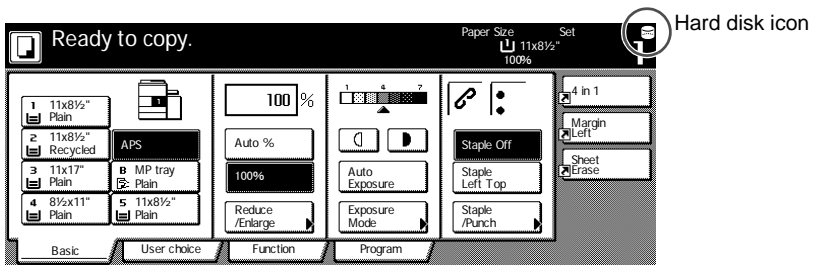 Ready to copy.
Paper Size
Set
11x8½"
100%
1
Hard disk icon
1 11x8½"
Plain
2 11x8½"
Recycled
3 11x17"
Plain
4 8½x11"
Plain
1
APS
B MP tray
Plain
5 11x8½"
Plain
100 %
Auto %
100%
Reduce
/Enlarge
1 4 7
Auto
Exposure
Exposure
Mode
Staple Off
Staple
Left Top
Staple
/Punch
4 in 1
Margin
Left
Sheet
Erase
Basic
User choice
Function
Program